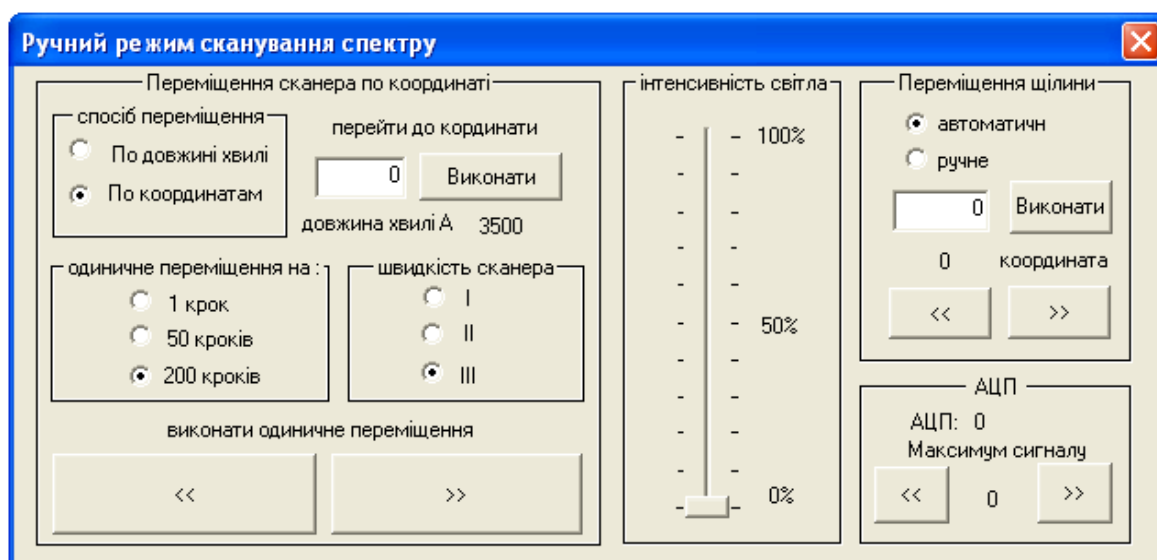 Ручний режим сканування спектру
Переміщення сканера по координаті
спосіб переміщення
По довжині хвилі
По координатам
перейти до кординати
0
Виконати
довжина хвилі А 3500
одиничне переміщення на :
1 крок
50 кроків
200 кроків
швидкість сканера
I
II
III
виконати одиничне переміщення
<<
>>
інтенсивність світла
100%
50%
0%
Переміщення щілини
автоматичн
ручне
0
Виконати
0 координата
<<
>>
АЦП
АЦП: 0
Максимум сигналу
<<
0
>>